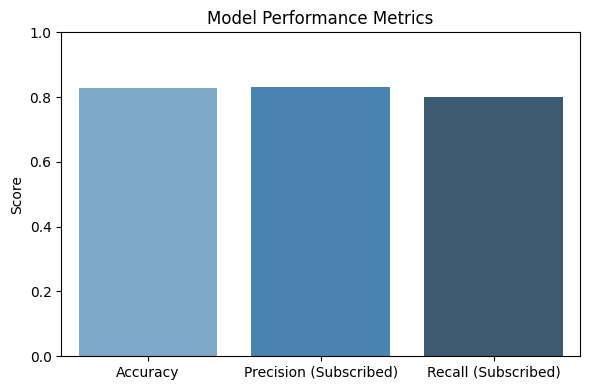 Model Performance Metrics
1.0
0.8
0.6
0.4
0.2
0.0
Score
Accuracy
Precision (Subscribed)
Recall (Subscribed)